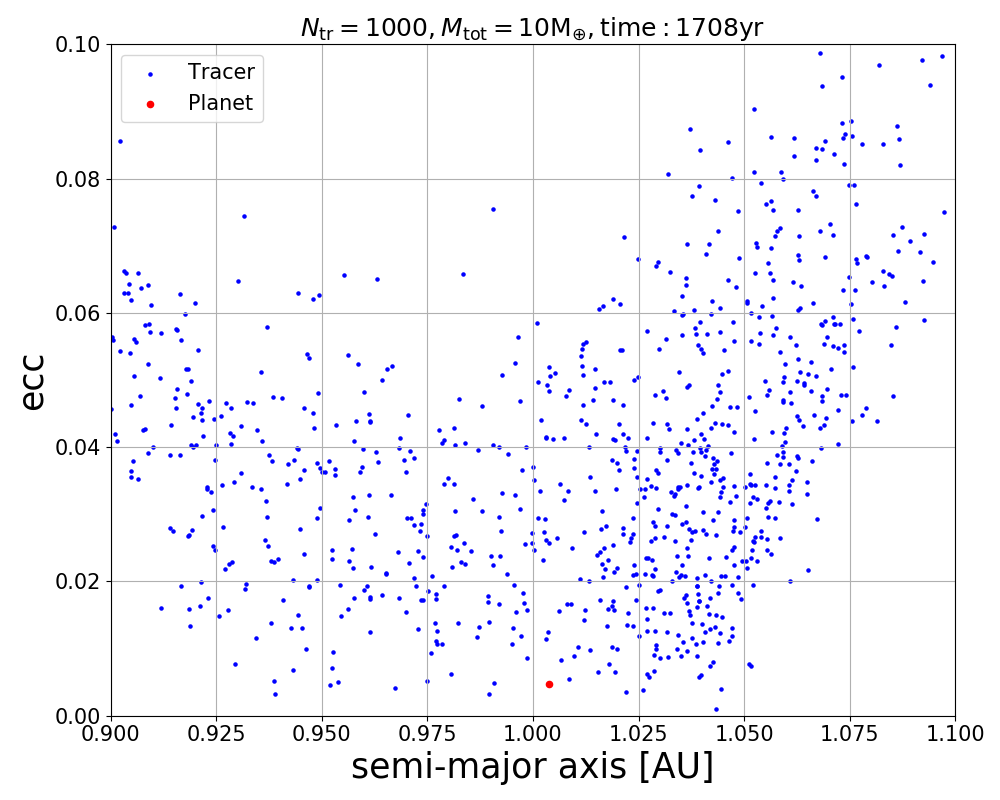 N_tr = 1000, M_tot = 10M_⊕, time : 1708yr
Tracer
Planet
ecc
0.10
0.08
0.06
0.04
0.02
0.00
0.900 0.925 0.950 0.975 1.000 1.025 1.050 1.075 1.100
semi-major axis [AU]